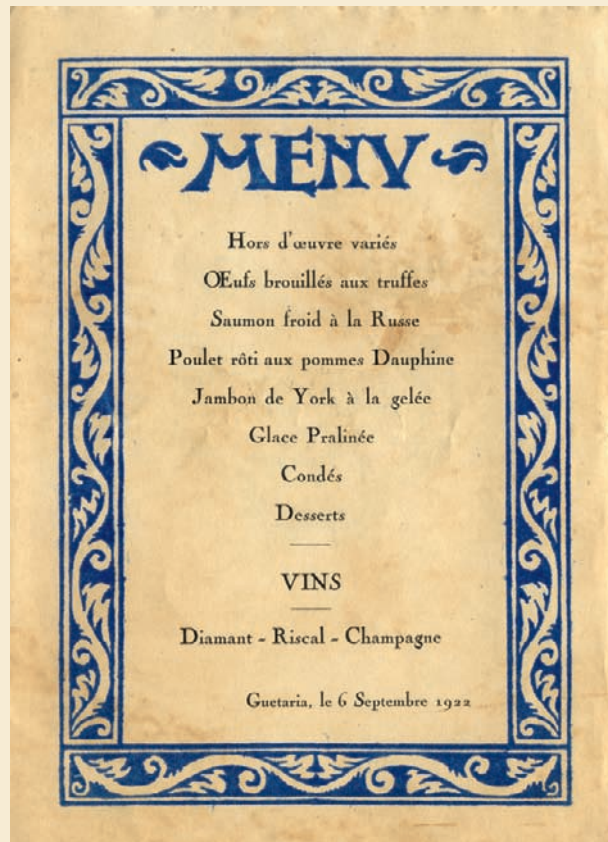 MENV
Hors d'œuvre variés
Œufs brouillés aux truffes
Saumon froid à la Russe
Poulet rôti aux pommes Dauphine
Jambon de York à la gelée
Glace Pralinée
Condés
Desserts
VINS
Diamant - Riscal - Champagne
Guetaria, le 6 Septembre 1922